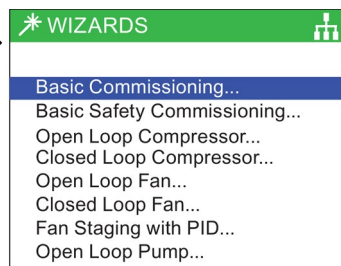 WIZARDS
Basic Commissioning...
Basic Safety Commissioning...
Open Loop Compressor...
Closed Loop Compressor...
Open Loop Fan...
Closed Loop Fan...
Fan Staging with PID...
Open Loop Pump...